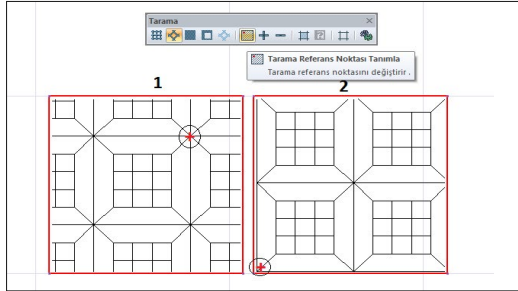 Tarama
Tarama Referans Noktası Tanımla
Tarama referans noktasını değiştirir.
1
2